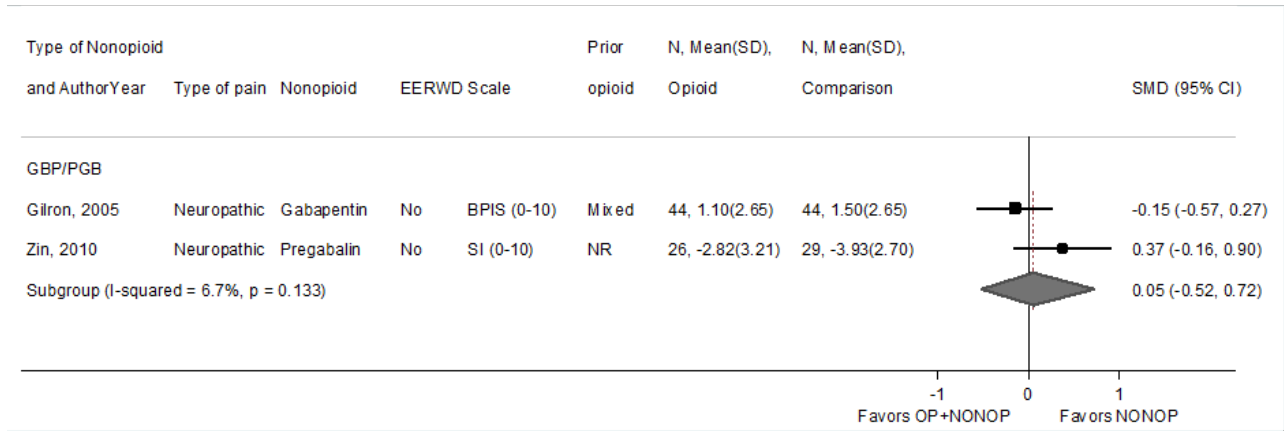 Type of Nonopioid Prior N, Mean(SD), N, Mean(SD),
and AuthorYear Type of pain Nonopioid EERWD Scale opioid Opioid Comparison SMD (95% CI)
GBP/PGB
Gilron, 2005 Neuropathic Gabapentin No BPIS (0-10) Mixed 44, 1.10(2.65) 44, 1.50(2.65) -0.15 (-0.57, 0.27)
Zin, 2010 Neuropathic Pregabalin No SI (0-10) NR 26, -2.82(3.21) 29, -3.93(2.70) 0.37 (-0.16, 0.90)
Subgroup (I-squared = 6.7%, p = 0.133) 0.05 (-0.52, 0.72)
-1 0 1
Favors OP+NONOP Favors NONOP